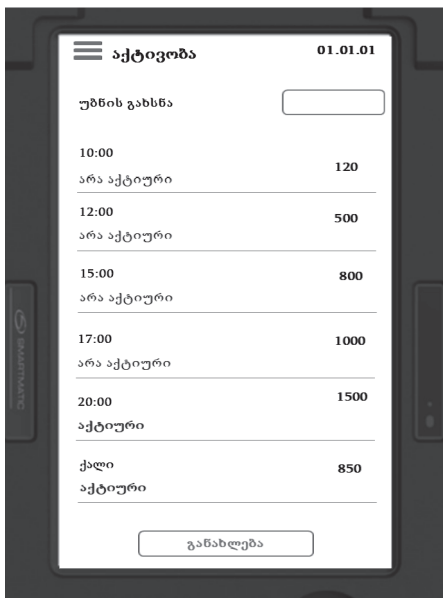 აქტივობა 01.01.01
უბნის გახსნა
10:00
არა აქტიური 120
12:00
არა აქტიური 500
15:00
არა აქტიური 800
17:00
არა აქტიური 1000
20:00 1500
აქტიური
ქალი 850
აქტიური
განახლება
SMARTMATIC